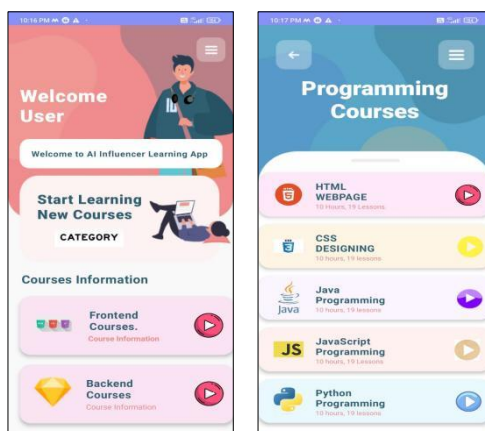 10:16 PM
Welcome
User
Welcome to AI Influencer Learning App
Start Learning
New Courses
CATEGORY
Courses Information
Frontend
Courses.
Course Information
Backend
Courses
Course Information
10:17 PM
Programming
Courses
HTML
WEBPAGE
10 Hours, 19 Lessons
CSS
DESIGNING
10 hours, 19 lessons
Java
Java
Programming
10 hours, 19 lessons
JS
JavaScript
Programming
10 hours, 19 Lessons
Python
Programming
10 hours, 19 lessons